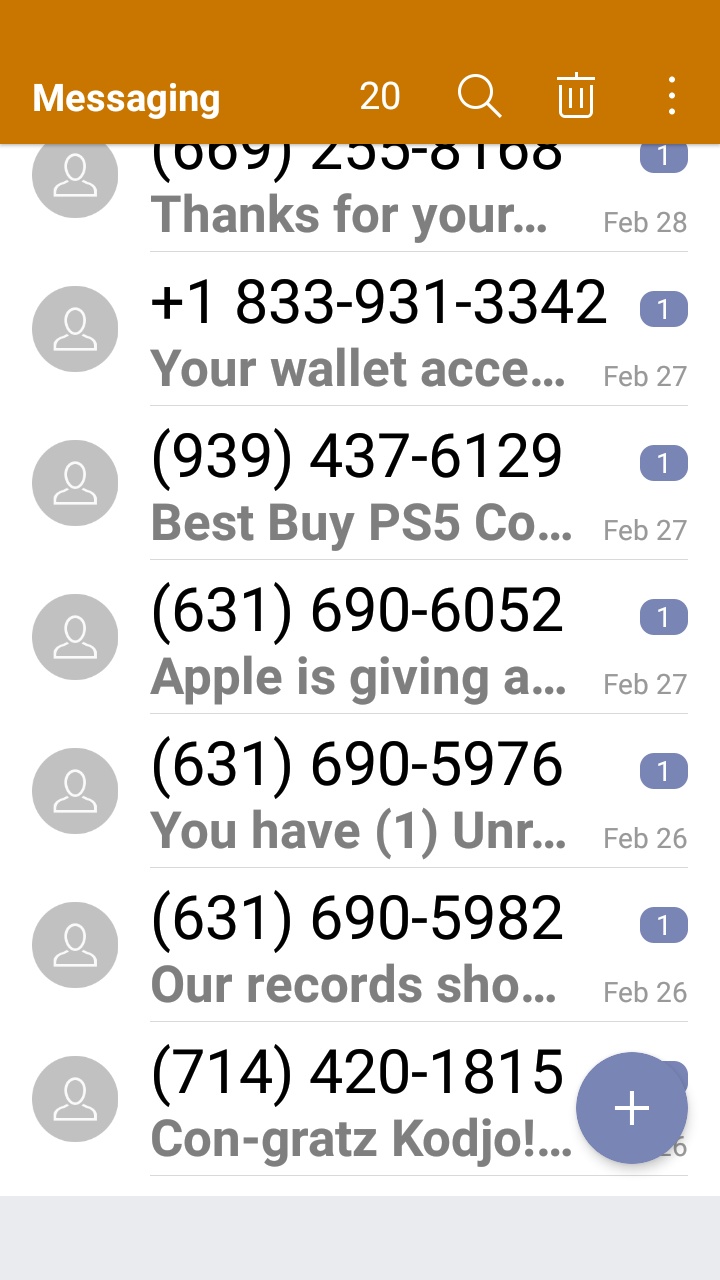 Messaging 20
(669) 255-8168 1
Thanks for your... Feb 28
+1 833-931-3342 1
Your wallet acce... Feb 27
(939) 437-6129 1
Best Buy PS5 Co... Feb 27
(631) 690-6052 1
Apple is giving a... Feb 27
(631) 690-5976 1
You have (1) Unr... Feb 26
(631) 690-5982 1
Our records sho... Feb 26
(714) 420-1815
Con-gratz Kodjo!... 26